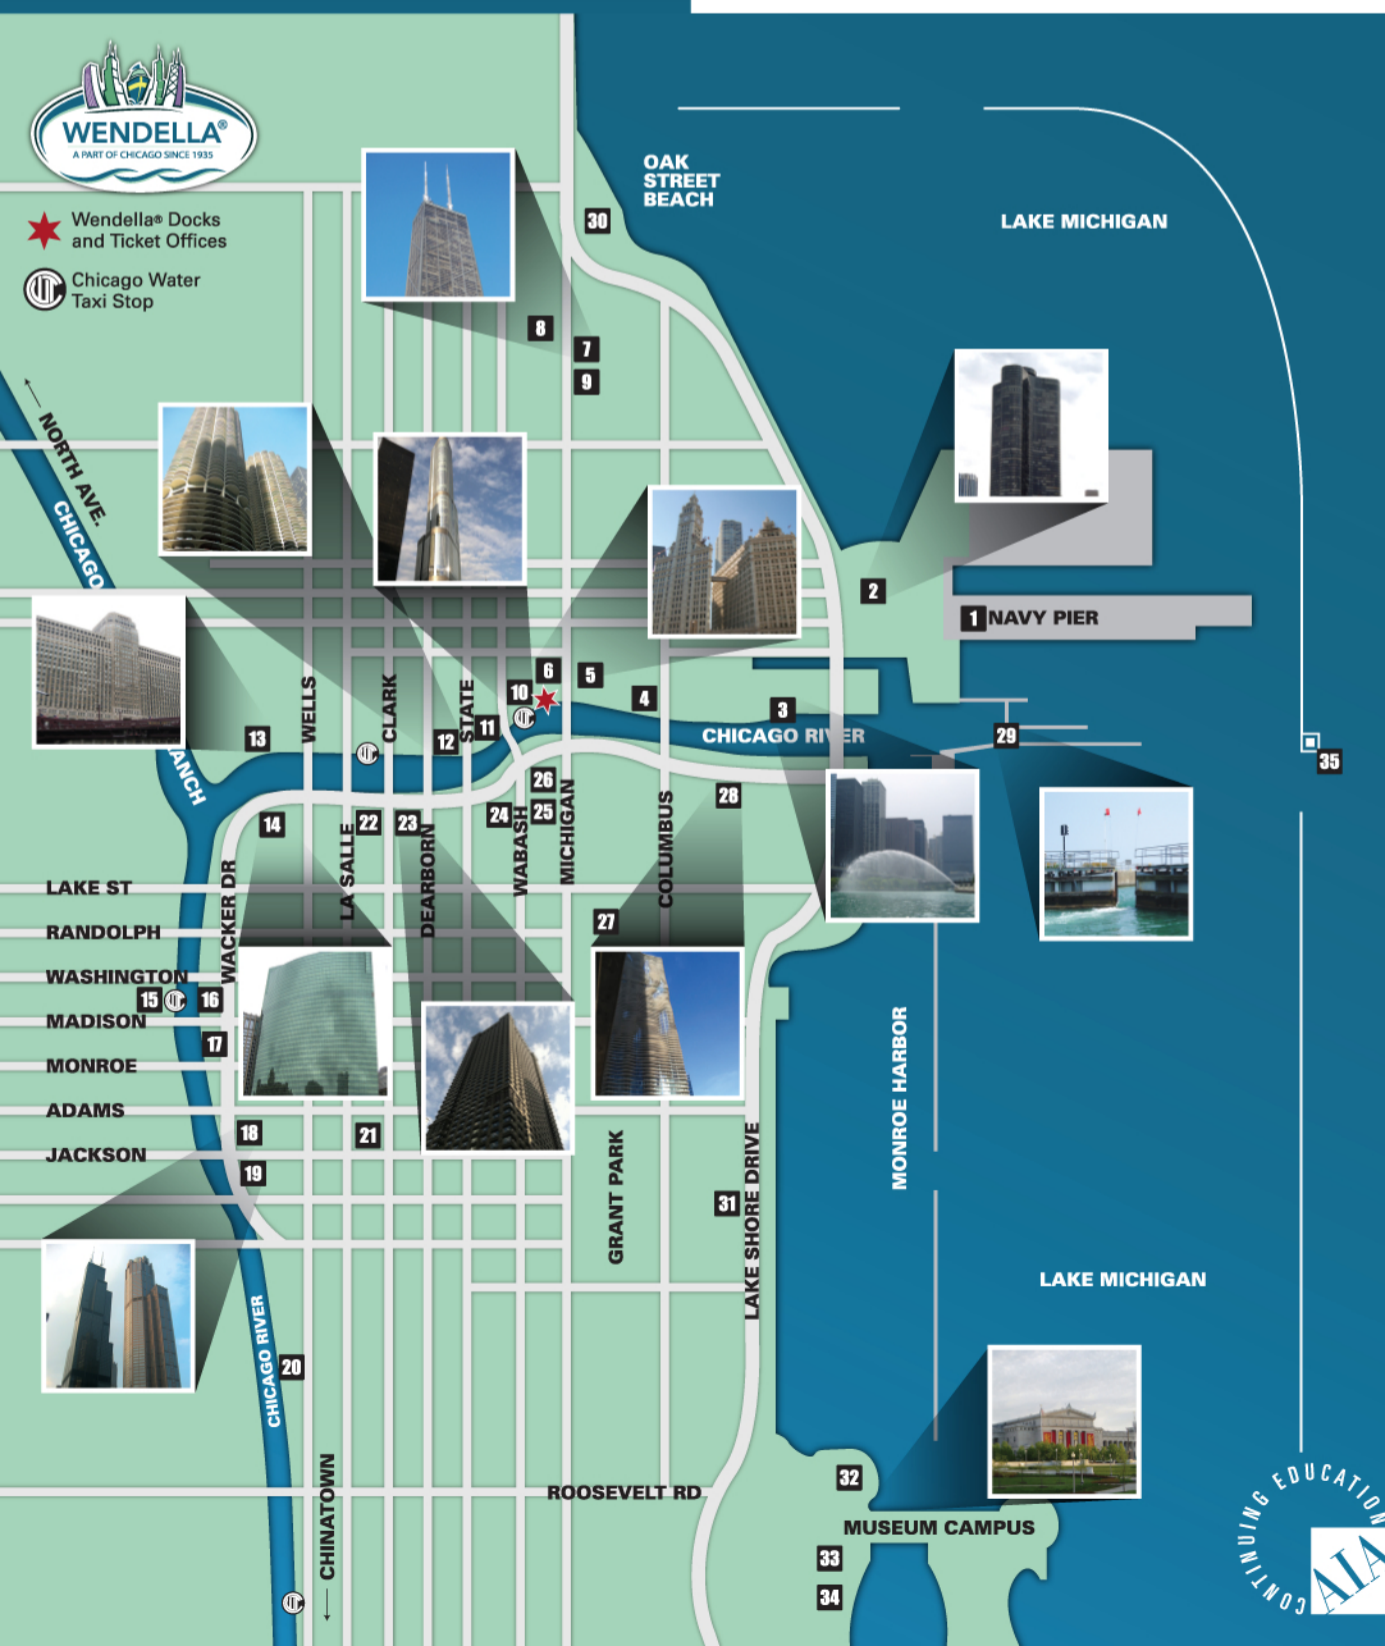 WENDELLA®
A PART OF CHICAGO SINCE 1935
Wendella® Docks
and Ticket Offices
Chicago Water
Taxi Stop
OAK
STREET
BEACH
LAKE MICHIGAN
30
8
7
9
NORTH AVE.
CHICAGO
ANCH
2
1 NAVY PIER
6
5
10
4
3
11
12
13
WELLS
CLARK
STATE
CHICAGO RIVER
29
35
26
28
24
25
14
22
23
LA SALLE
DEARBORN
WABASH
MICHIGAN
COLUMBUS
WACKER DR
LAKE ST
RANDOLPH
27
WASHINGTON
15
16
MADISON
17
MONROE
ADAMS
18
21
JACKSON
19
GRANT PARK
31
LAKE SHORE DRIVE
MONROE HARBOR
LAKE MICHIGAN
CHICAGO RIVER
20
CHINATOWN
ROOSEVELT RD
32
MUSEUM CAMPUS
33
34
CONTINUING EDUCATION
AIA